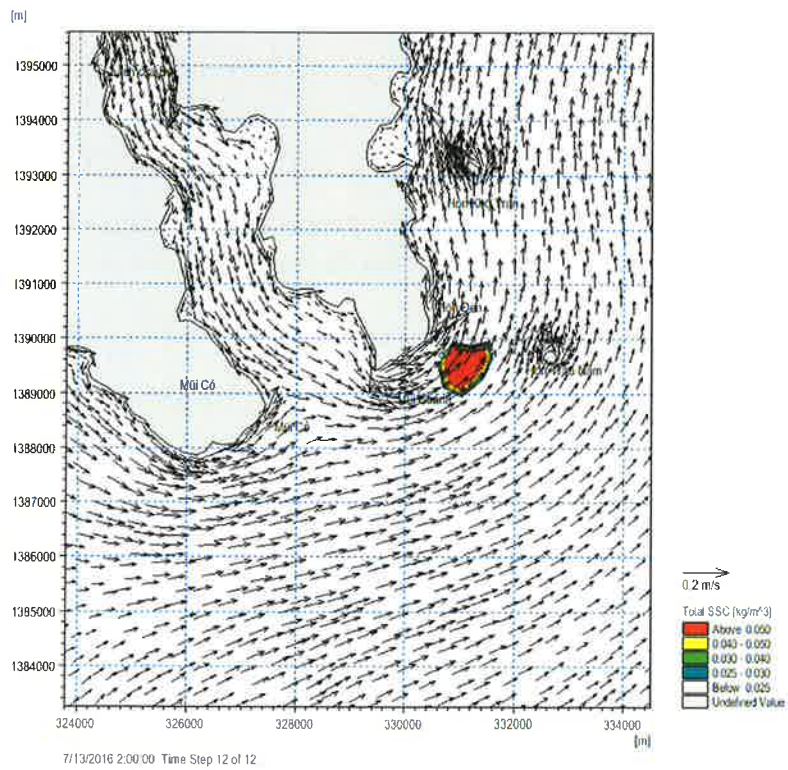 [m]
1395000
1394000
1393000
1392000
1391000
1390000
1389000
1388000
1387000
1386000
1385000
1384000
Mũi Cỏ
324000
326000
328000
330000
332000
334000
[m]
0.2 m/s
Total SSC [kg/m^3]
Above 0.050
0.040 - 0.050
0.030 - 0.040
0.025 - 0.030
Below 0.025
Undefined Value
7/13/2016 2:00:00 Time Step 12 of 12